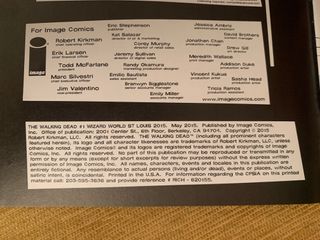 For Image Comics
Robert Kirkman
chief operating officer
Erik Larsen
chief financial officer
Todd McFarlane
president
Marc Silvestri
chief executive officer
Jim Valentino
vice-president
Eric Stephenson
publisher
Kat Salazar
director of pr & marketing
Corey Murphy
director of retail sales
Jeremy Sullivan
director of digital sales
Randy Okamura
marketing production designer
Emilio Bautista
sales assistant
Branwyn Bigglestone
senior accounts manager
Emily Miller
accounts manager
Jessica Ambriz
administrative assistant
David Brothers
content manager
Jonathan Chan
production manager
Drew Gill
art director
Meredith Wallace
print manager
Addison Duke
production artist
Vincent Kukua
production artist
Sasha Head
production artist
Tricia Ramos
production assistant
image
www.imagecomics.com
THE WALKING DEAD #1 WIZARD WORLD ST LOUIS 2015. May 2015. Published by Image Comics,
Inc. Office of publication: 2001 Center St., 6th Floor, Berkeley, CA 94704. Copyright © 2015
Robert Kirkman, LLC. All rights reserved. THE WALKING DEAD™ (including all prominent characters
featured herein), its logo and all character likenesses are trademarks of Robert Kirkman, LLC, unless
otherwise noted. Image Comics® and its logos are registered trademarks and copyrights of Image
Comics, Inc. All rights reserved. No part of this publication may be reproduced or transmitted in any
form or by any means (except for short excerpts for review purposes) without the express written
permission of Image Comics, Inc. All names, characters, events and locales in this publication are
entirely fictional. Any resemblance to actual persons (living and/or dead), events or places, without
satiric intent, is coincidental. Printed in the U.S.A. For information regarding the CPSIA on this printed
material call: 203-595-3636 and provide reference # RICH – 620155.